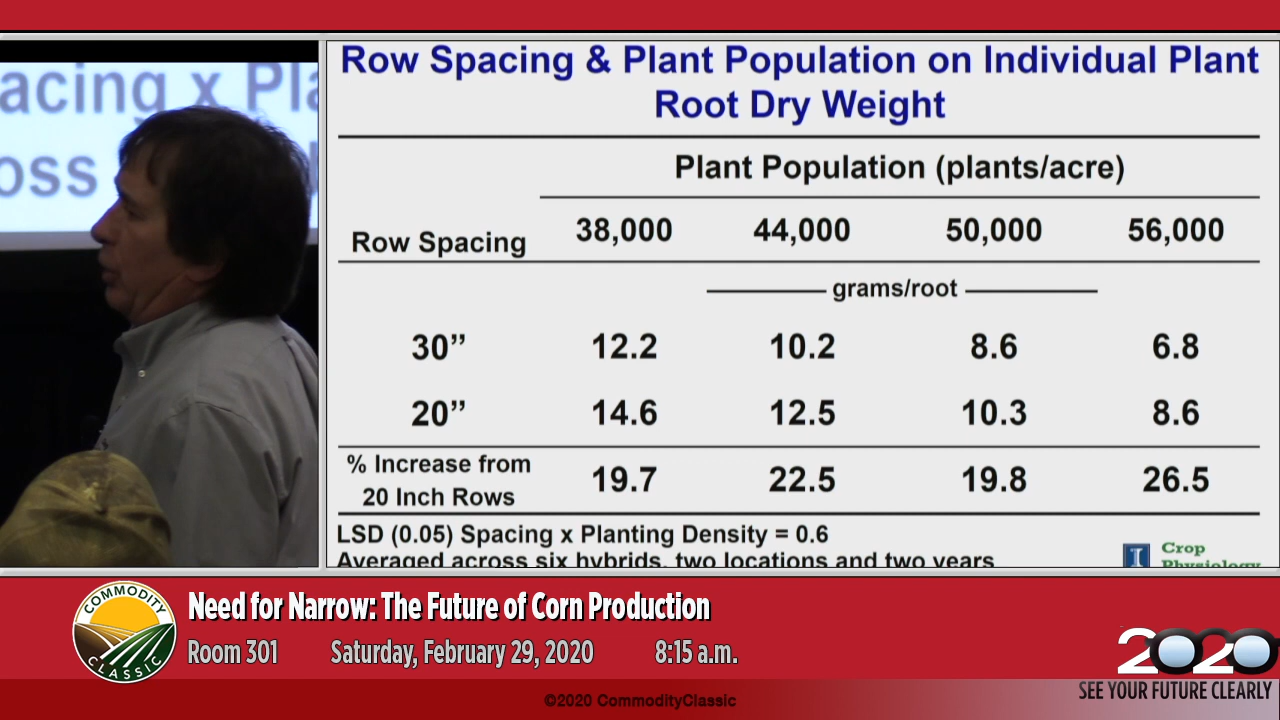 acing x Pla
oss
Row Spacing & Plant Population on Individual Plant
Root Dry Weight
Plant Population (plants/acre)
Row Spacing 38,000 44,000 50,000 56,000
grams/root
30” 12.2 10.2 8.6 6.8
20” 14.6 12.5 10.3 8.6
% Increase from
20 Inch Rows 19.7 22.5 19.8 26.5
LSD (0.05) Spacing x Planting Density = 0.6
Averaged across six hybrids, two locations and two years
I Crop
Physiology
COMMODITY
CLASSIC
Need for Narrow: The Future of Corn Production
Room 301 Saturday, February 29, 2020 8:15 a.m.
2020
SEE YOUR FUTURE CLEARLY
©2020 CommodityClassic